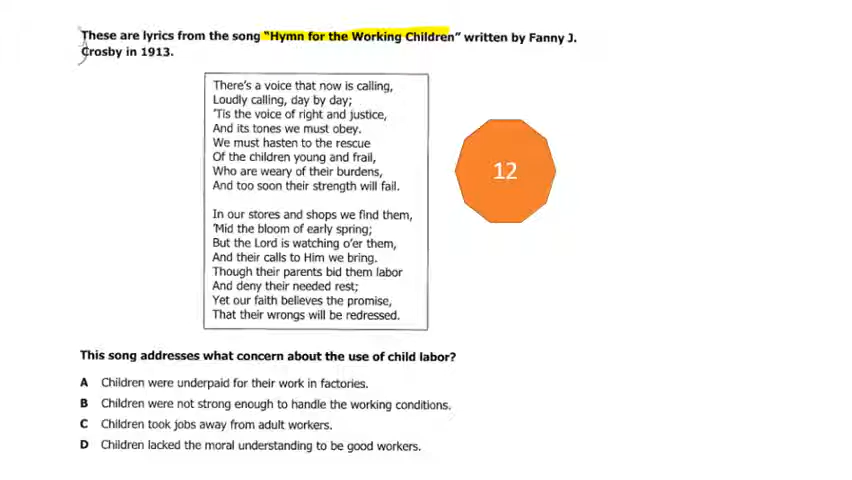 These are lyrics from the song "Hymn for the Working Children" written by Fanny J.
Crosby in 1913.
There's a voice that now is calling,
Loudly calling, day by day;
'Tis the voice of right and justice,
And its tones we must obey.
We must hasten to the rescue
Of the children young and frail,
Who are weary of their burdens,
And too soon their strength will fail.
In our stores and shops we find them,
'Mid the bloom of early spring;
But the Lord is watching o'er them,
And their calls to Him we bring.
Though their parents bid them labor
And deny their needed rest;
Yet our faith believes the promise,
That their wrongs will be redressed.
12
This song addresses what concern about the use of child labor?
A Children were underpaid for their work in factories.
B Children were not strong enough to handle the working conditions.
C Children took jobs away from adult workers.
D Children lacked the moral understanding to be good workers.